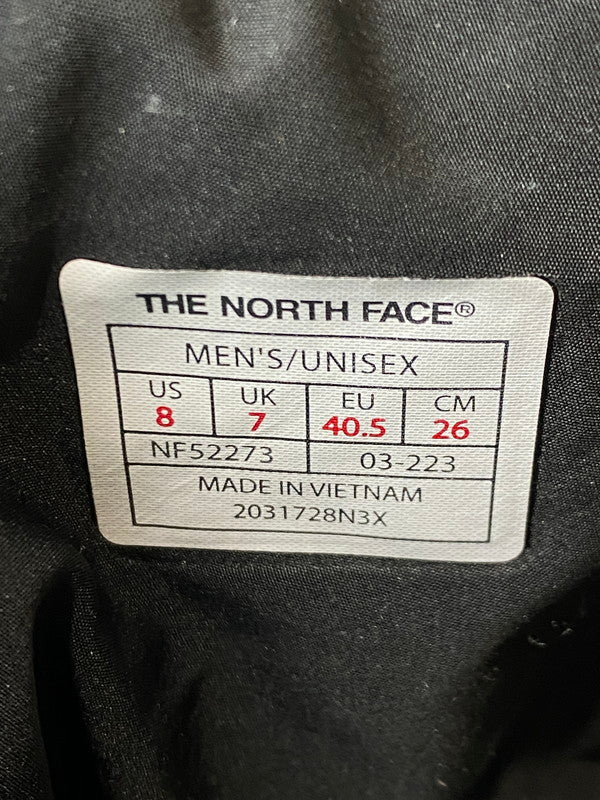 THE NORTH FACE®
MEN'S/UNISEX
US UK EU CM
8 7 40.5 26
NF52273 03-223
MADE IN VIETNAM
2031728N3X